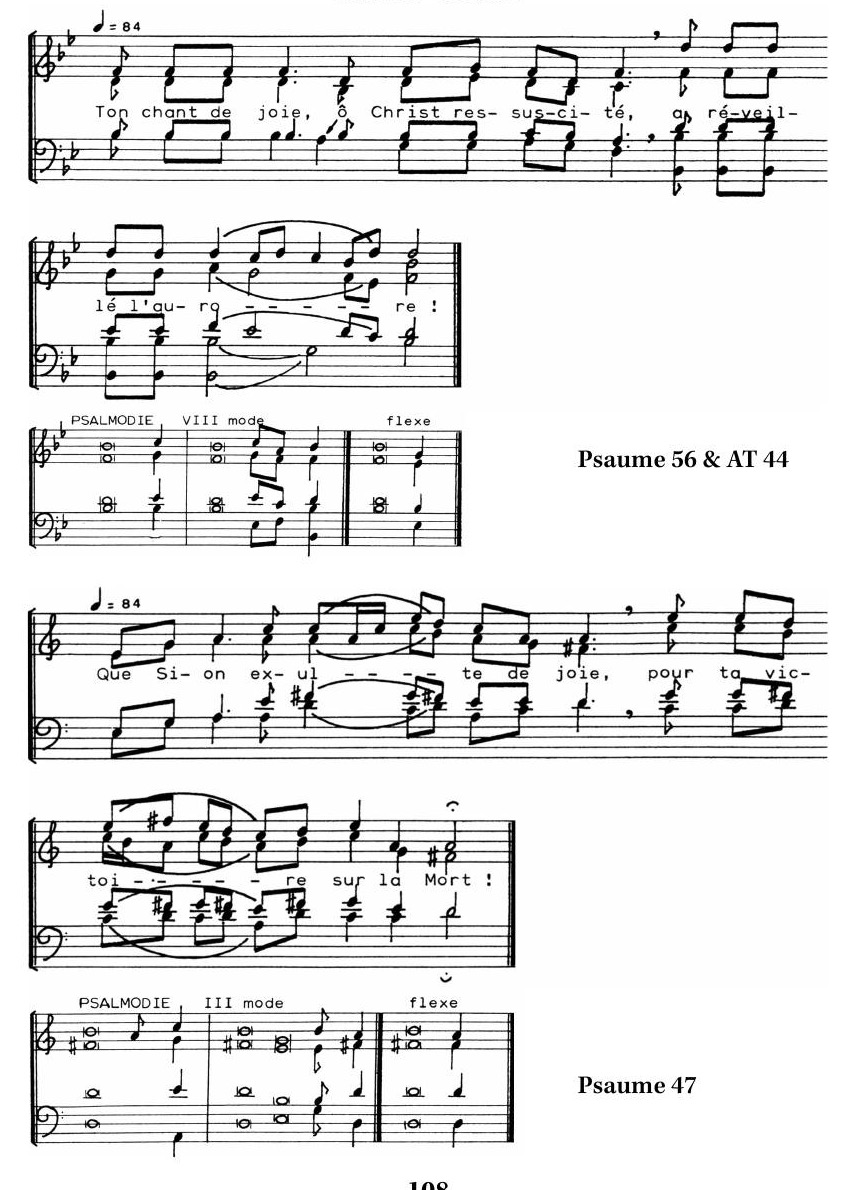 ♩ = 84
Ton chant de joie, ô Christ res- sus-ci- té, a ré-veil-
lé l'au- ro - - - - - re !
PSALMODIE VIII mode flexe
Psaume 56 & AT 44
♩ = 84
Que Si- on ex- ul - - - - te de joie, pour ta vic-
toi - - - - - re sur la Mort !
PSALMODIE III mode flexe
Psaume 47
108